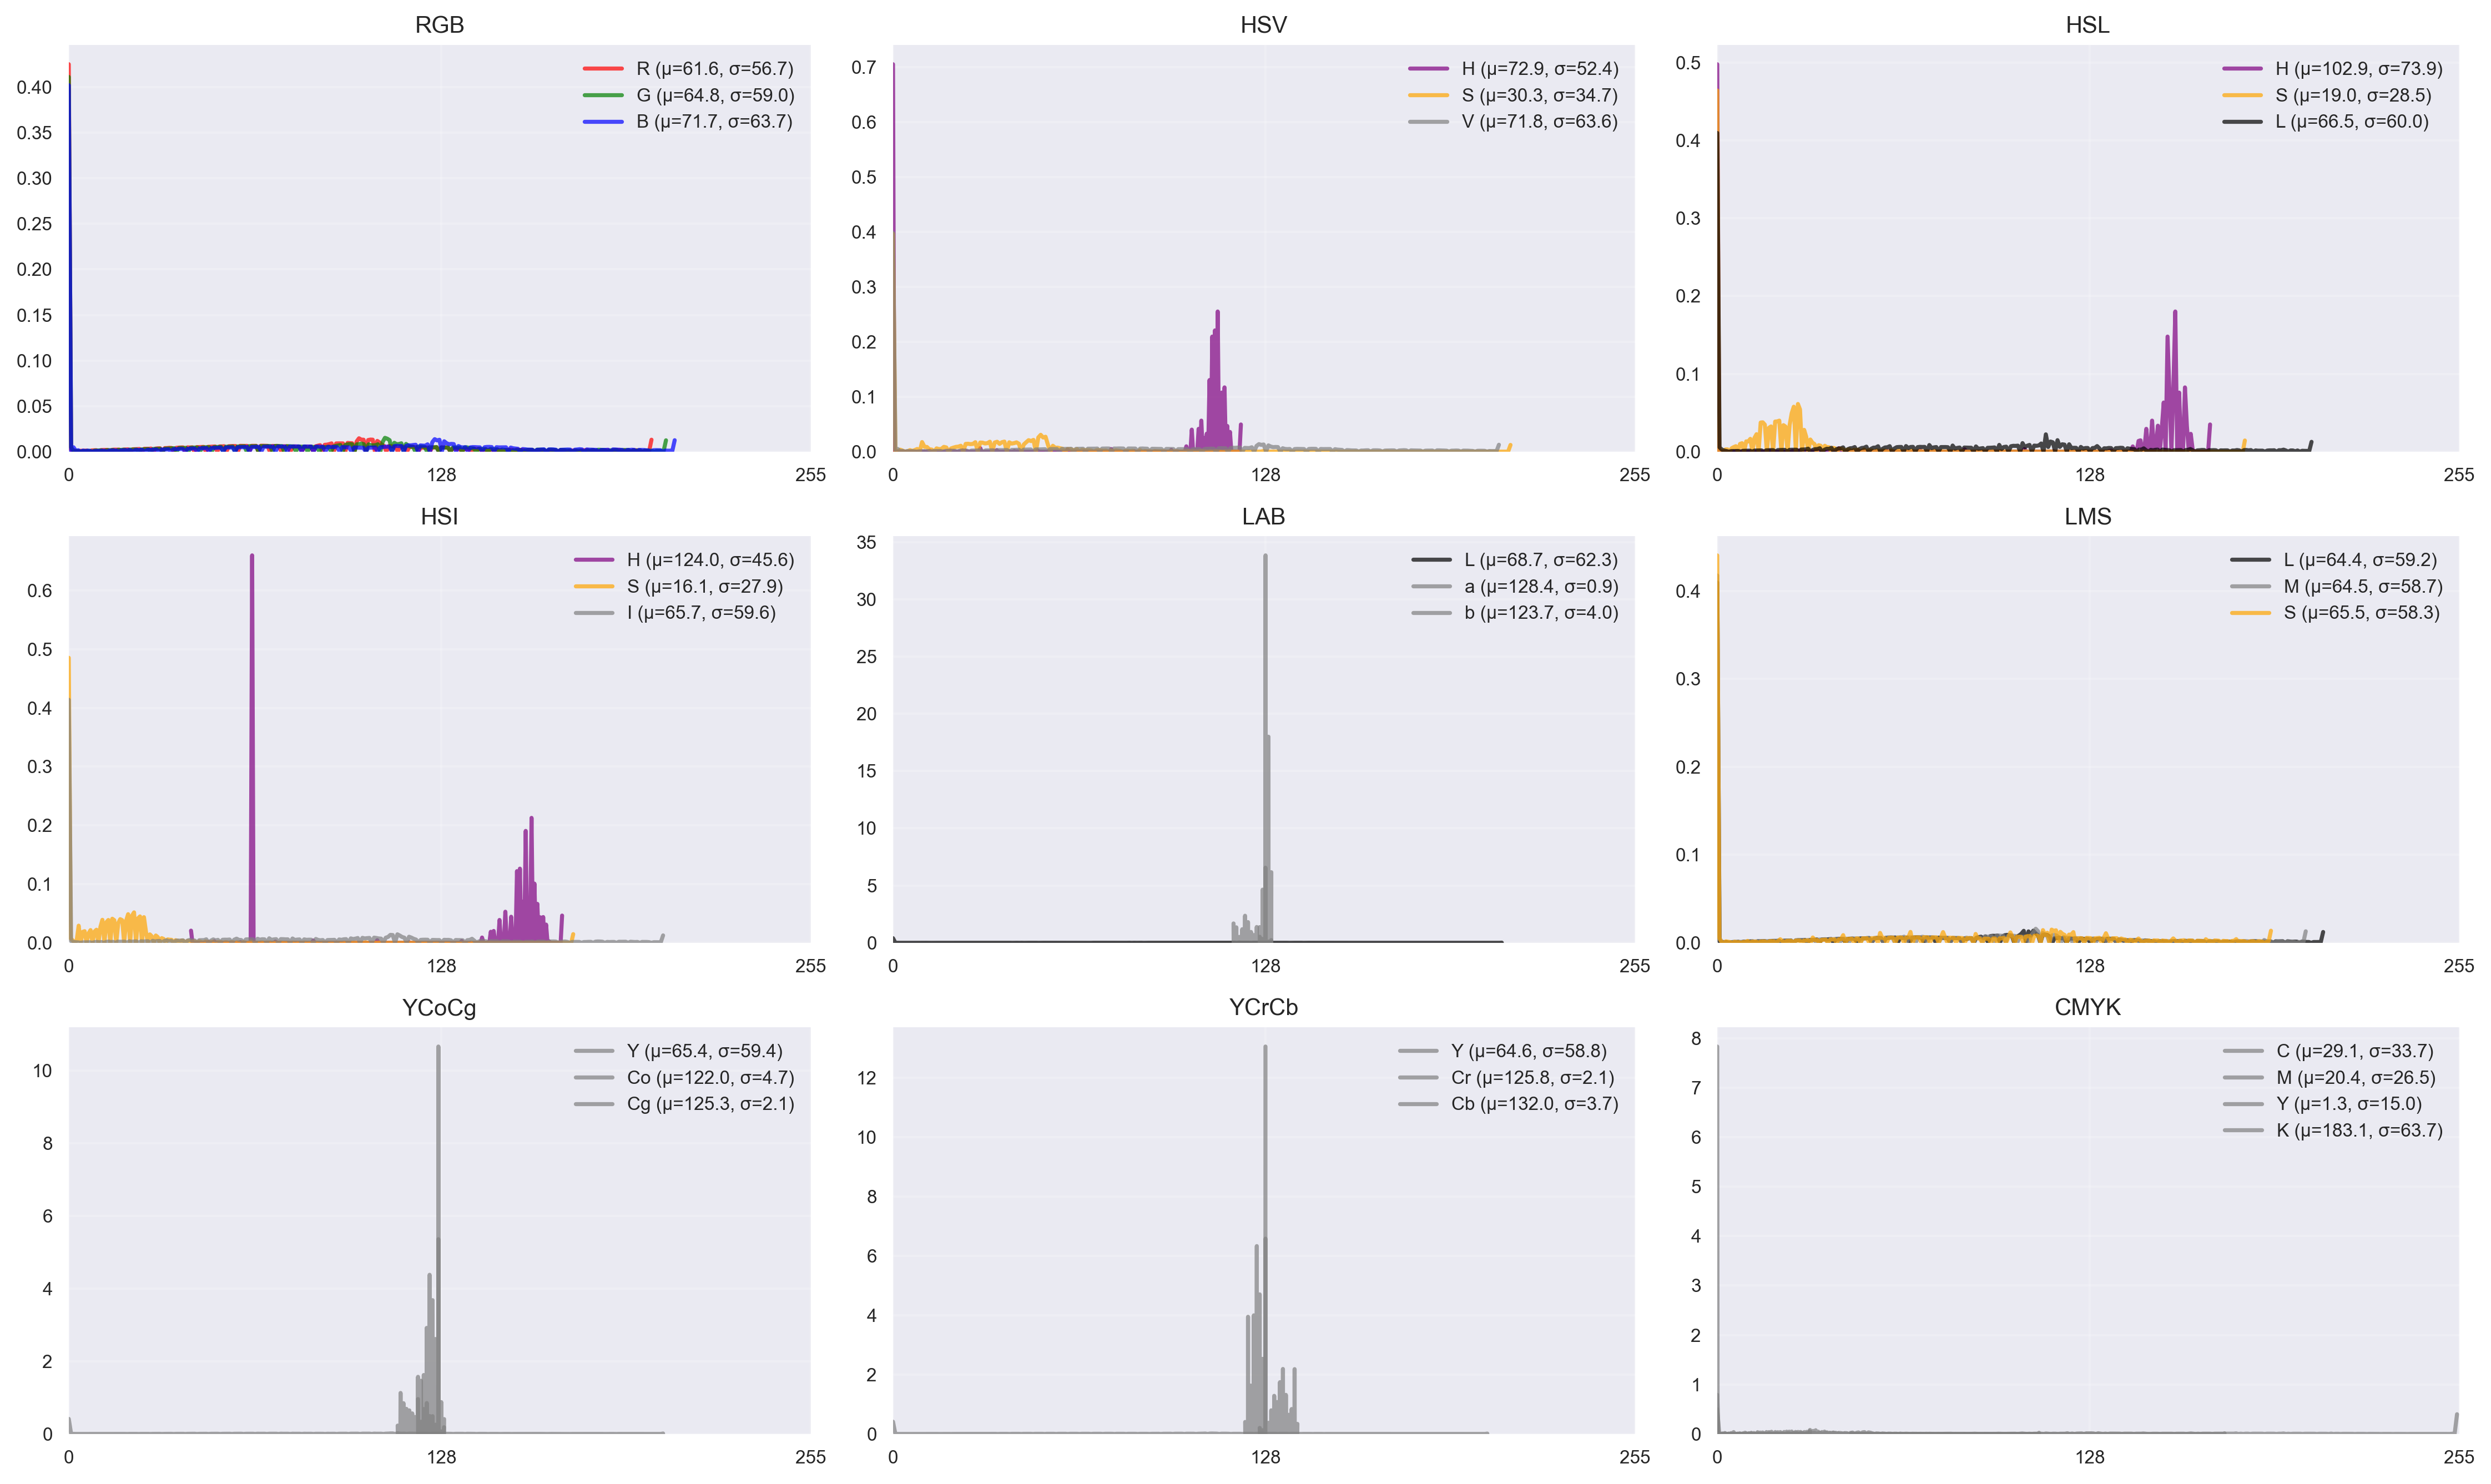 RGB
R (μ=61.6, σ=56.7)
G (μ=64.8, σ=59.0)
B (μ=71.7, σ=63.7)
0.40
0.35
0.30
0.25
0.20
0.15
0.10
0.05
0.00
0 128 255
HSV
H (μ=72.9, σ=52.4)
S (μ=30.3, σ=34.7)
V (μ=71.8, σ=63.6)
0.7
0.6
0.5
0.4
0.3
0.2
0.1
0.0
0 128 255
HSL
H (μ=102.9, σ=73.9)
S (μ=19.0, σ=28.5)
L (μ=66.5, σ=60.0)
0.5
0.4
0.3
0.2
0.1
0.0
0 128 255
HSI
H (μ=124.0, σ=45.6)
S (μ=16.1, σ=27.9)
I (μ=65.7, σ=59.6)
0.6
0.5
0.4
0.3
0.2
0.1
0.0
0 128 255
LAB
L (μ=68.7, σ=62.3)
a (μ=128.4, σ=0.9)
b (μ=123.7, σ=4.0)
35
30
25
20
15
10
5
0
0 128 255
LMS
L (μ=64.4, σ=59.2)
M (μ=64.5, σ=58.7)
S (μ=65.5, σ=58.3)
0.4
0.3
0.2
0.1
0.0
0 128 255
YCoCg
Y (μ=65.4, σ=59.4)
Co (μ=122.0, σ=4.7)
Cg (μ=125.3, σ=2.1)
10
8
6
4
2
0
0 128 255
YCrCb
Y (μ=64.6, σ=58.8)
Cr (μ=125.8, σ=2.1)
Cb (μ=132.0, σ=3.7)
12
10
8
6
4
2
0
0 128 255
CMYK
C (μ=29.1, σ=33.7)
M (μ=20.4, σ=26.5)
Y (μ=1.3, σ=15.0)
K (μ=183.1, σ=63.7)
8
7
6
5
4
3
2
1
0
0 128 255